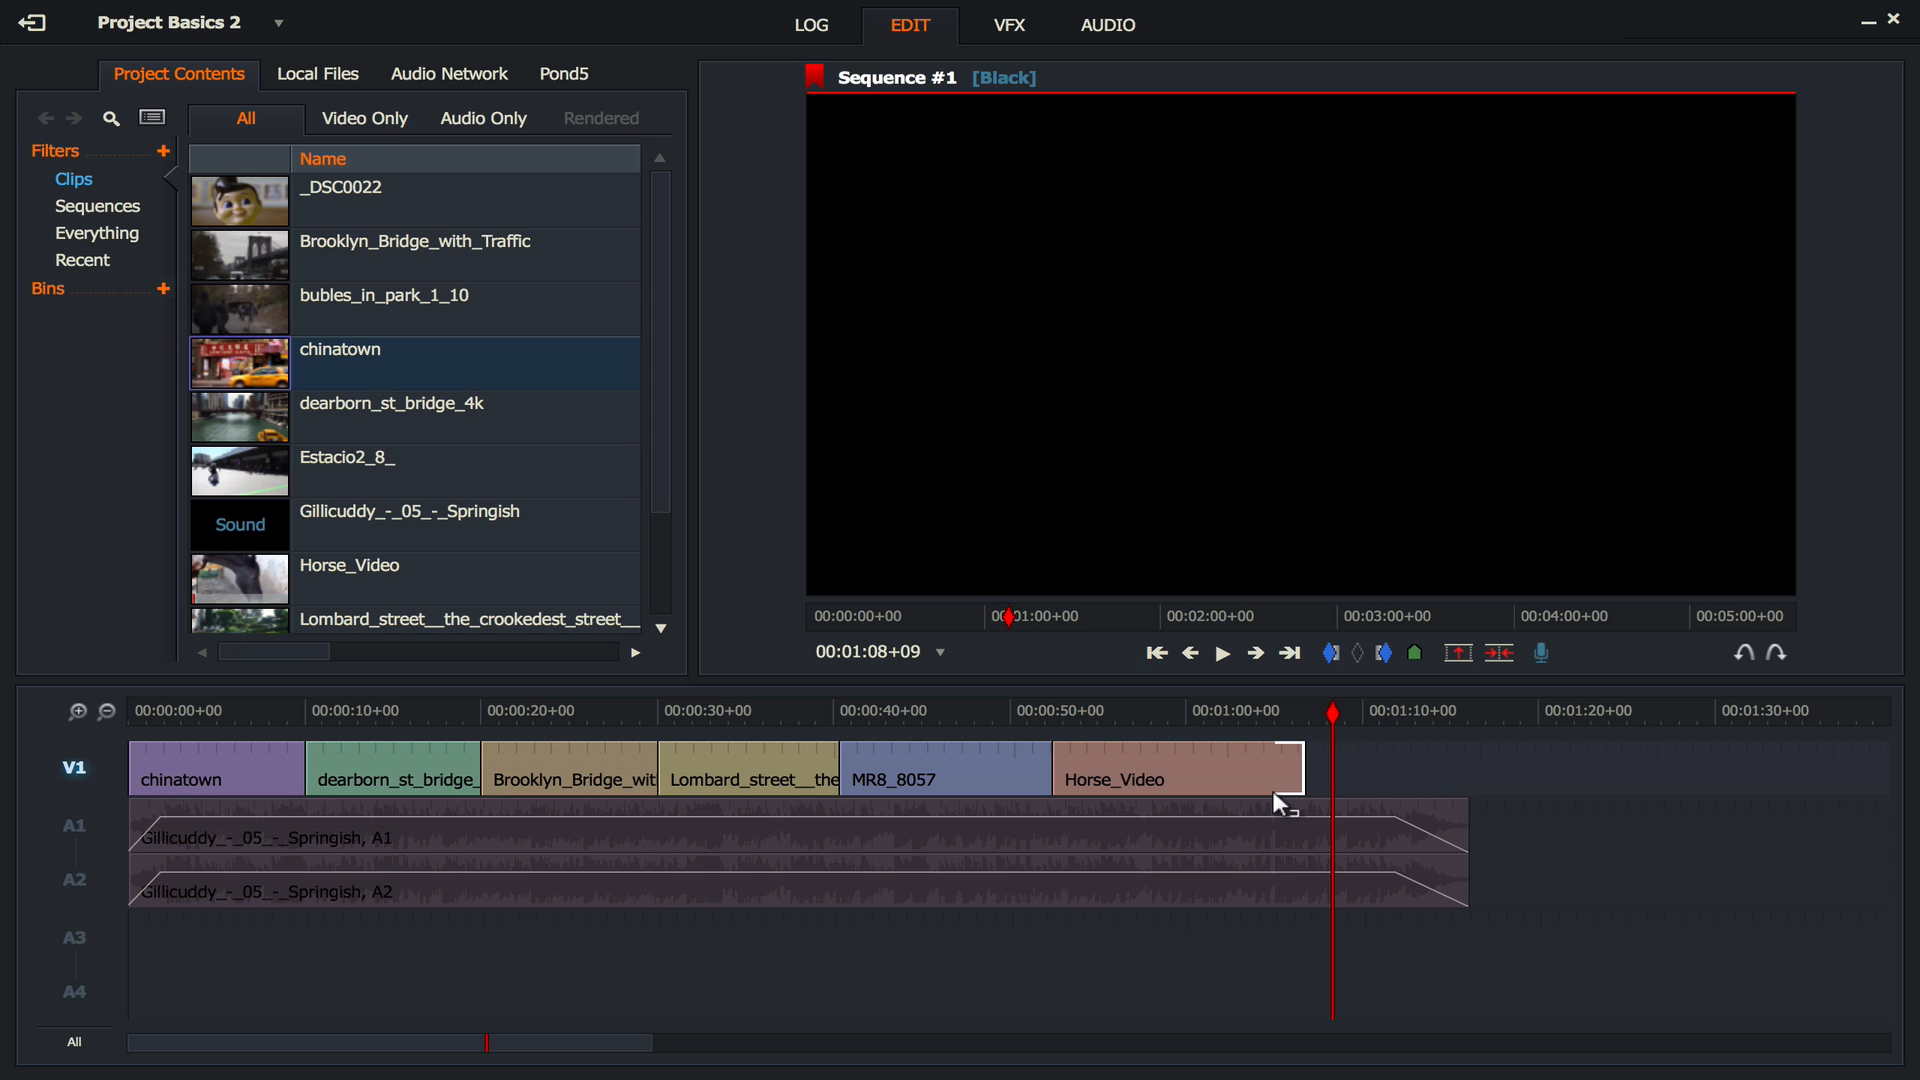 Project Basics 2
LOG
EDIT
VFX
AUDIO
Project Contents
Local Files
Audio Network
Pond5
All
Video Only
Audio Only
Rendered
Filters
Clips
Sequences
Everything
Recent
Bins
Name
_DSC0022
Brooklyn_Bridge_with_Traffic
bubles_in_park_1_10
chinatown
dearborn_st_bridge_4k
Estacio2_8_
Sound
Gillicuddy_-_05_-_Springish
Horse_Video
Lombard_street__the_crookedest_street__
Sequence #1 [Black]
00:00:00+00
00:01:00+00
00:02:00+00
00:03:00+00
00:04:00+00
00:05:00+00
00:01:08+09
00:00:00+00
00:00:10+00
00:00:20+00
00:00:30+00
00:00:40+00
00:00:50+00
00:01:00+00
00:01:10+00
00:01:20+00
00:01:30+00
V1
chinatown
dearborn_st_bridge_
Brooklyn_Bridge_wit
Lombard_street__the
MR8_8057
Horse_Video
A1
Gillicuddy_-_05_-_Springish, A1
A2
Gillicuddy_-_05_-_Springish, A2
A3
A4
All